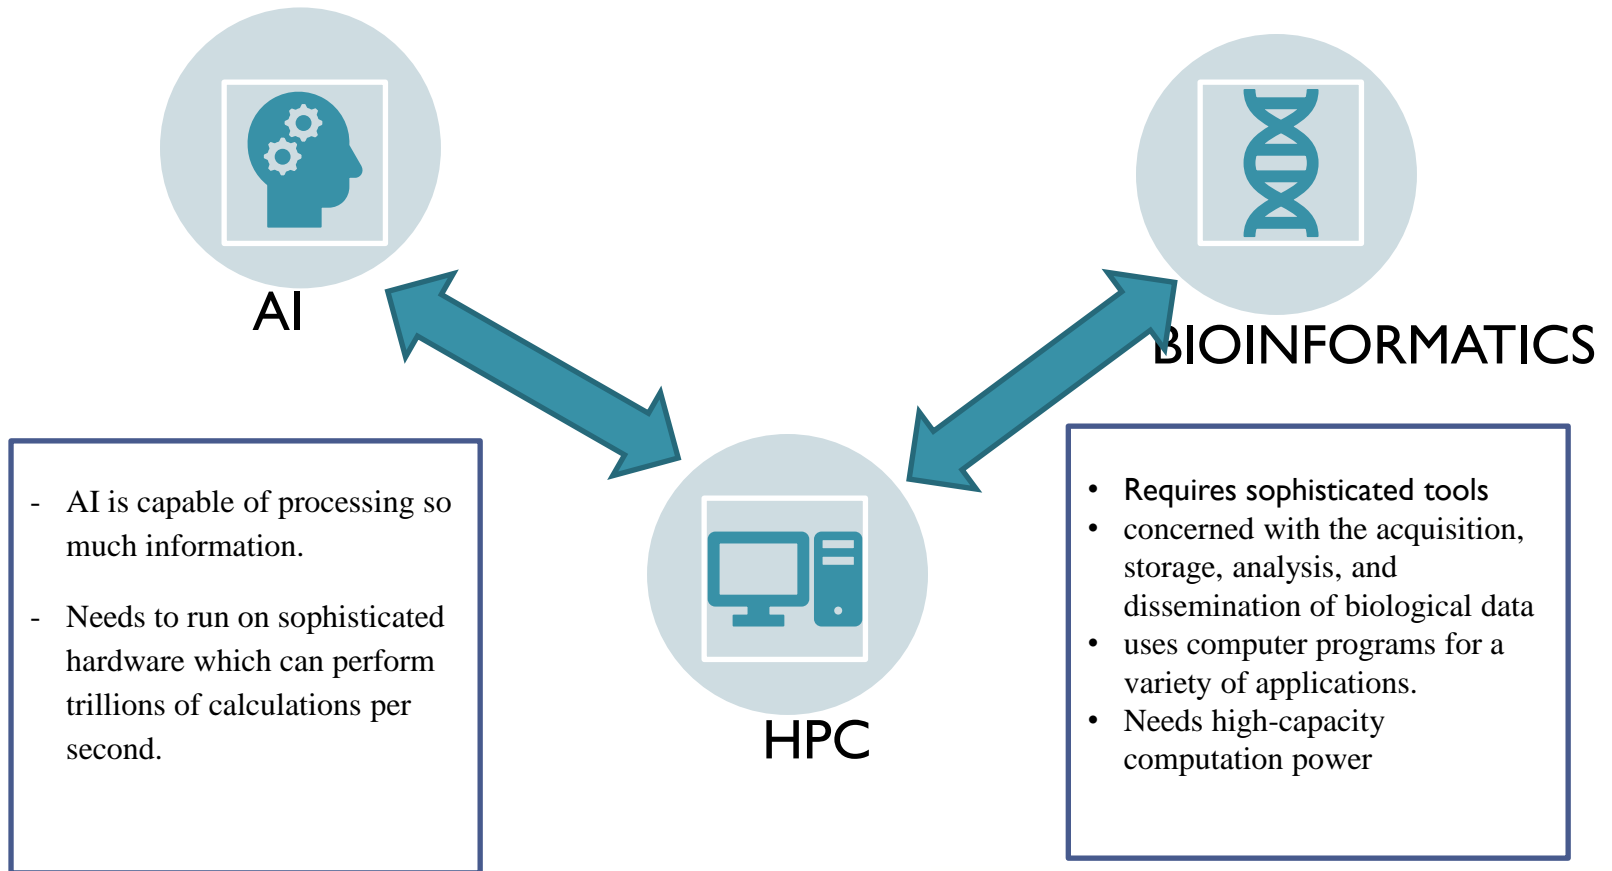 AI
BIOINFORMATICS
- AI is capable of processing so
much information.
- Needs to run on sophisticated
hardware which can perform
trillions of calculations per
second.
HPC
• Requires sophisticated tools
• concerned with the acquisition,
storage, analysis, and
dissemination of biological data
• uses computer programs for a
variety of applications.
• Needs high-capacity
computation power